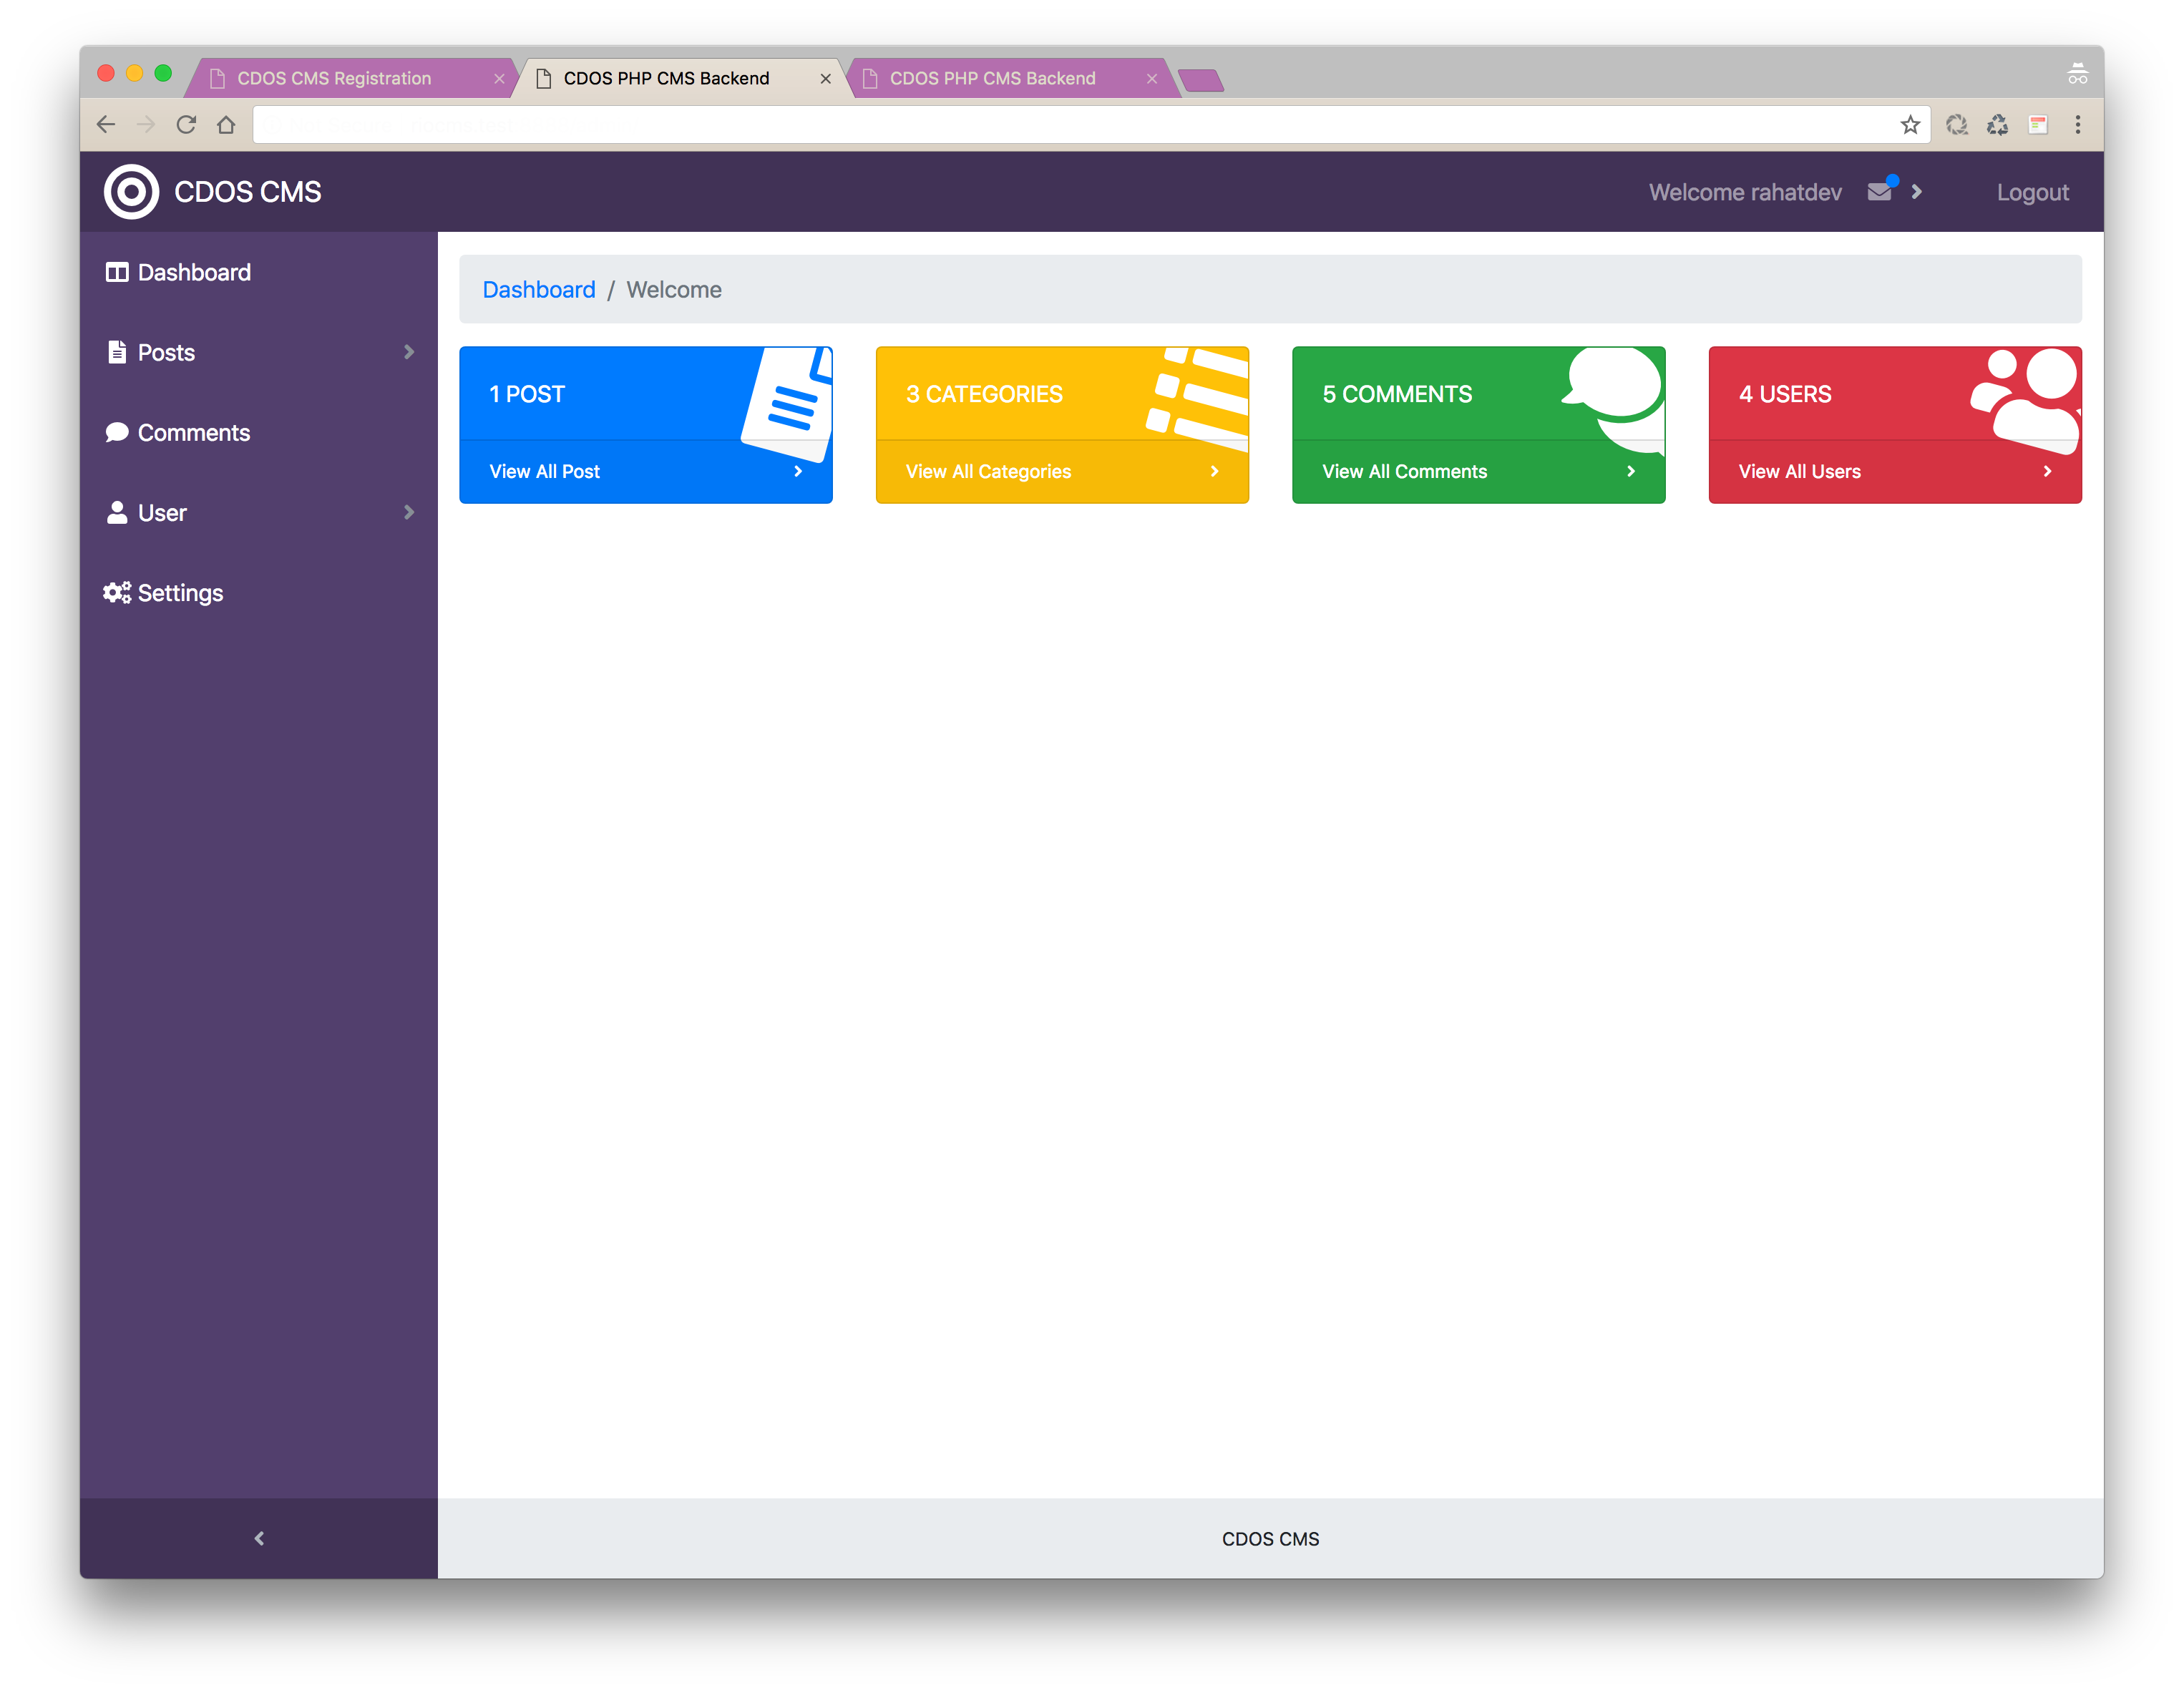 CDOS CMS Registration
CDOS PHP CMS Backend
CDOS PHP CMS Backend
CDOS CMS
Welcome rahatdev
Logout
Dashboard
Posts
Comments
User
Settings
Dashboard / Welcome
1 POST
View All Post
3 CATEGORIES
View All Categories
5 COMMENTS
View All Comments
4 USERS
View All Users
CDOS CMS